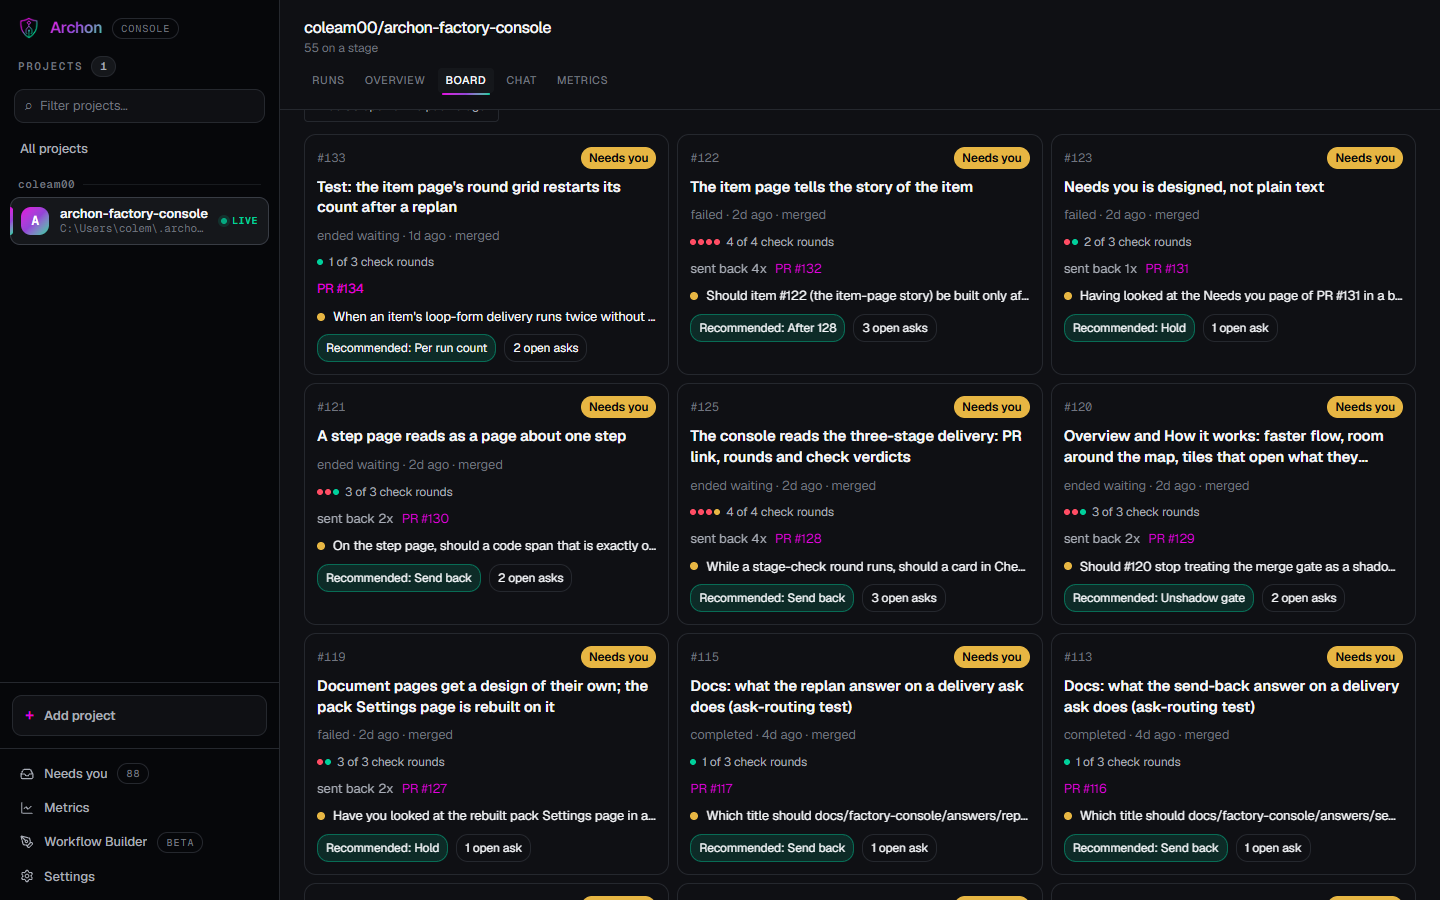 Archon CONSOLE
PROJECTS 1
Filter projects...
All projects
coleam00
A archon-factory-console LIVE
C:\Users\colem\.archo...
+ Add project
Needs you 88
Metrics
Workflow Builder BETA
Settings
coleam00/archon-factory-console
55 on a stage
RUNS OVERVIEW BOARD CHAT METRICS
#133 Needs you
Test: the item page's round grid restarts its
count after a replan
ended waiting · 1d ago · merged
1 of 3 check rounds
PR #134
When an item's loop-form delivery runs twice without ...
Recommended: Per run count 2 open asks
#122 Needs you
The item page tells the story of the item
failed · 2d ago · merged
4 of 4 check rounds
sent back 4x PR #132
Should item #122 (the item-page story) be built only af...
Recommended: After 128 3 open asks
#123 Needs you
Needs you is designed, not plain text
failed · 2d ago · merged
2 of 3 check rounds
sent back 1x PR #131
Having looked at the Needs you page of PR #131 in a b...
Recommended: Hold 1 open ask
#121 Needs you
A step page reads as a page about one step
ended waiting · 2d ago · merged
3 of 3 check rounds
sent back 2x PR #130
On the step page, should a code span that is exactly o...
Recommended: Send back 2 open asks
#125 Needs you
The console reads the three-stage delivery: PR
link, rounds and check verdicts
ended waiting · 2d ago · merged
4 of 4 check rounds
sent back 4x PR #128
While a stage-check round runs, should a card in Che...
Recommended: Send back 3 open asks
#120 Needs you
Overview and How it works: faster flow, room
around the map, tiles that open what they...
ended waiting · 2d ago · merged
3 of 3 check rounds
sent back 2x PR #129
Should #120 stop treating the merge gate as a shado...
Recommended: Unshadow gate 2 open asks
#119 Needs you
Document pages get a design of their own; the
pack Settings page is rebuilt on it
failed · 2d ago · merged
3 of 3 check rounds
sent back 2x PR #127
Have you looked at the rebuilt pack Settings page in a...
Recommended: Hold 1 open ask
#115 Needs you
Docs: what the replan answer on a delivery ask
does (ask-routing test)
completed · 4d ago · merged
1 of 3 check rounds
PR #117
Which title should docs/factory-console/answers/rep...
Recommended: Send back 1 open ask
#113 Needs you
Docs: what the send-back answer on a delivery
ask does (ask-routing test)
completed · 4d ago · merged
1 of 3 check rounds
PR #116
Which title should docs/factory-console/answers/se...
Recommended: Send back 1 open ask